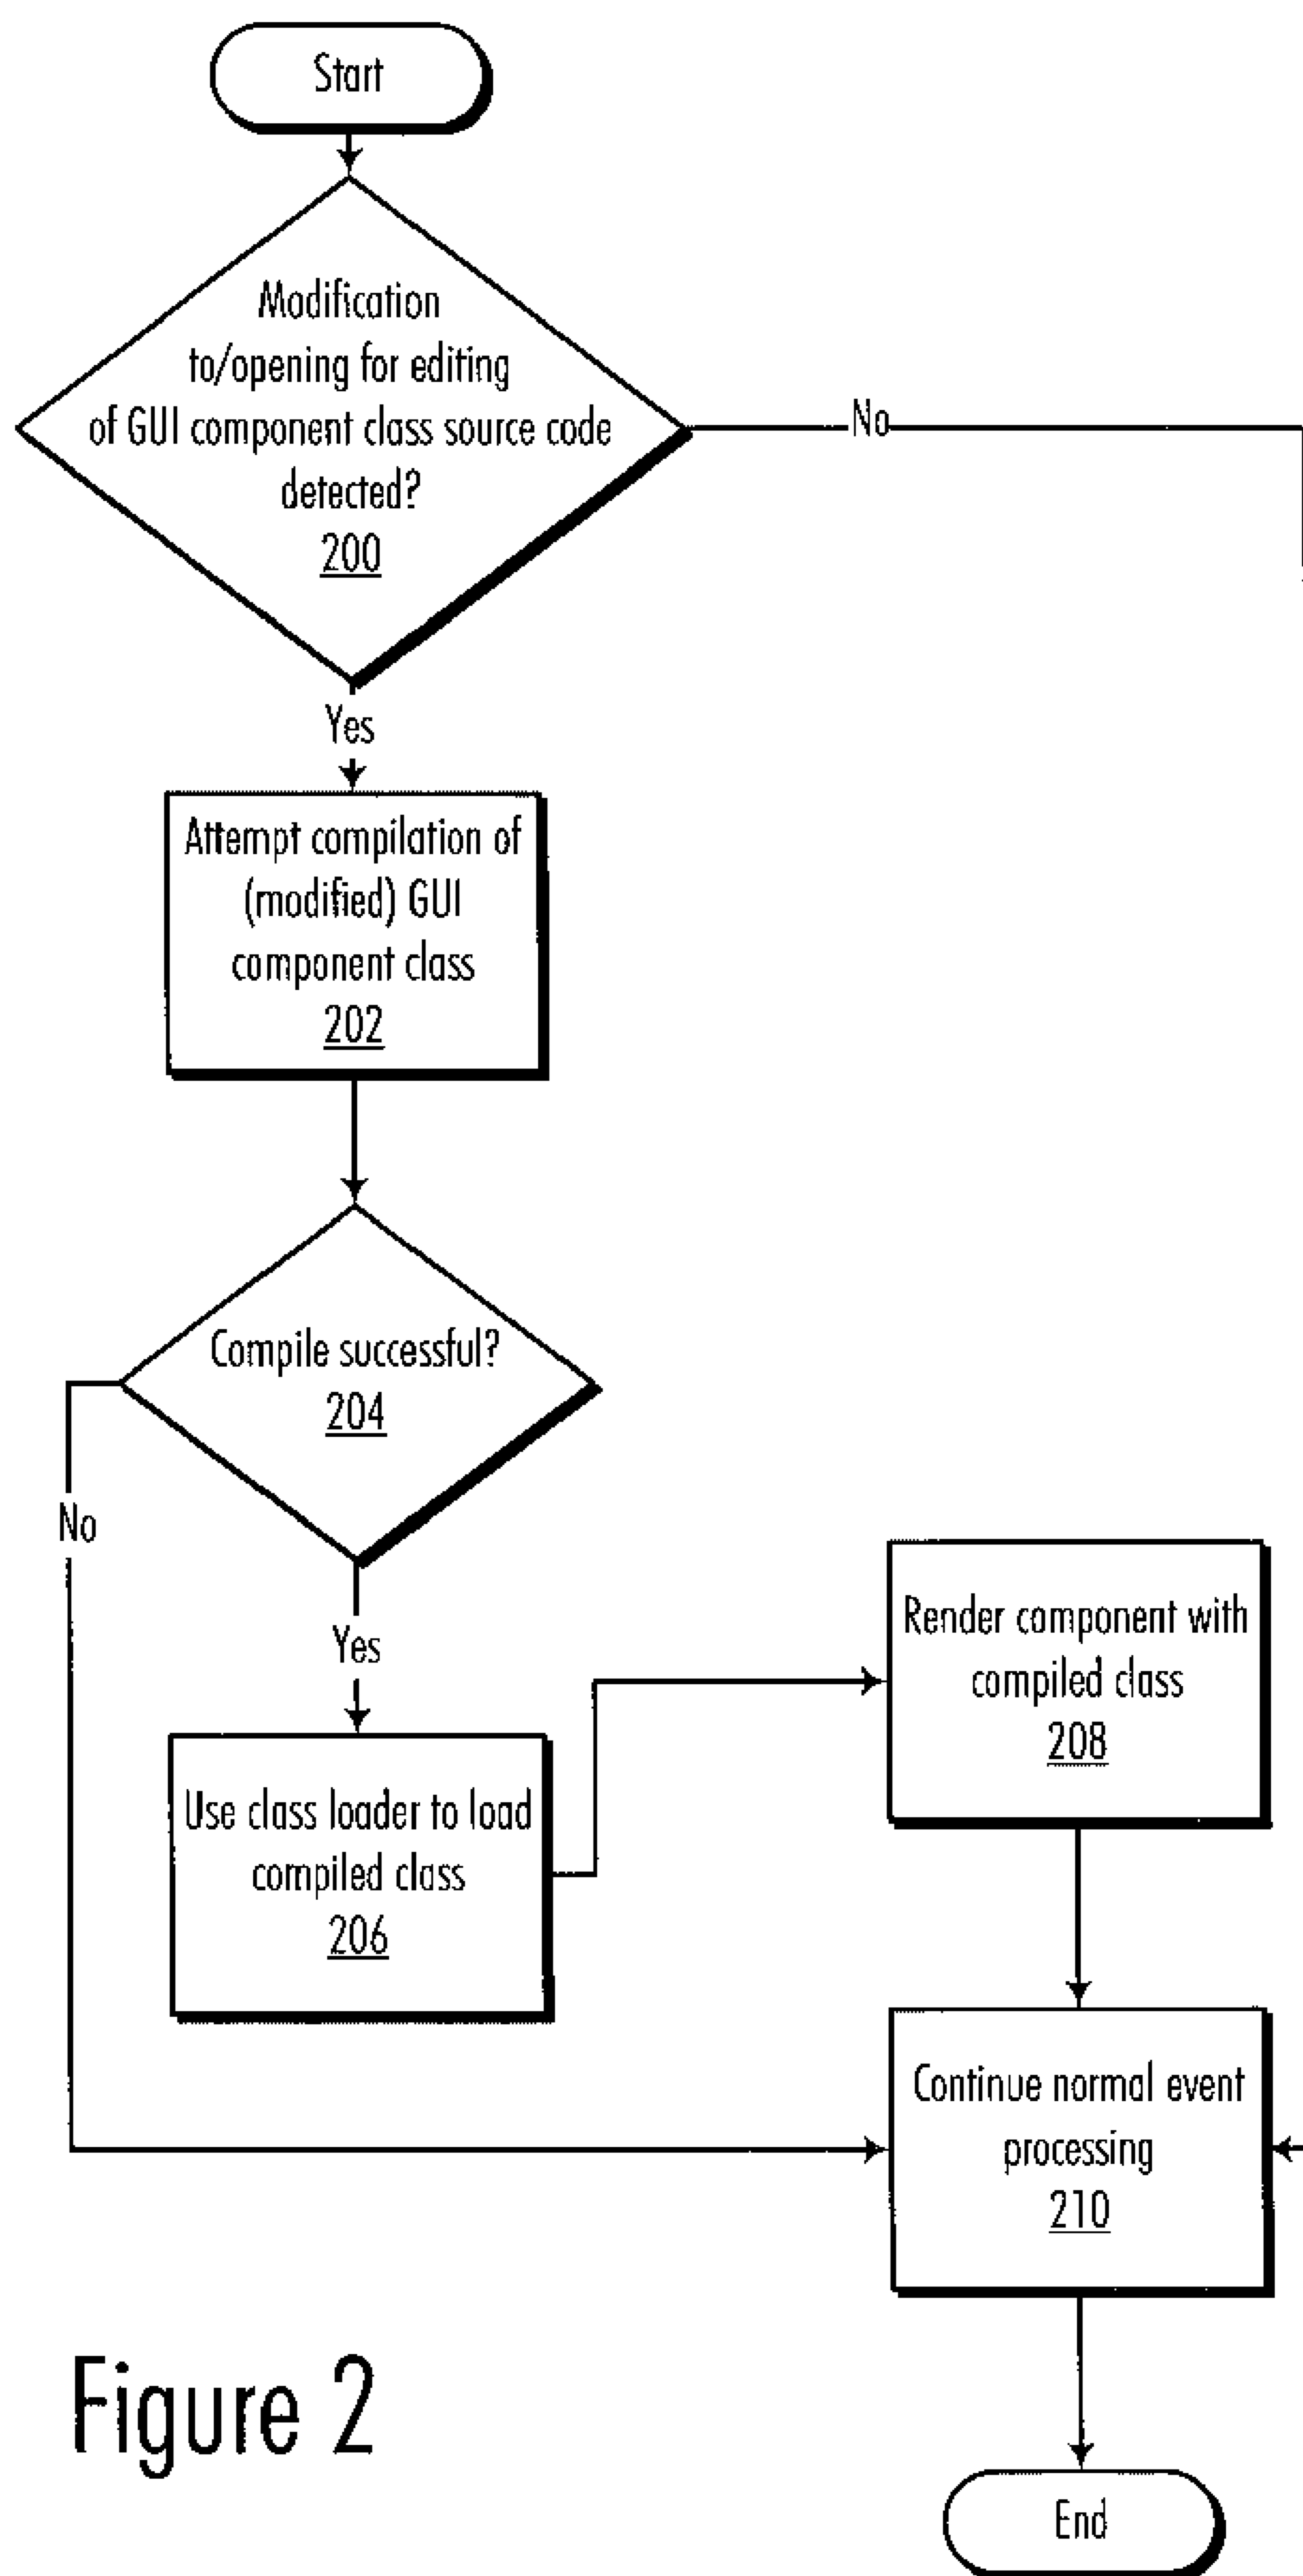 Start
Modification
to/opening for editing
of GUI component class source code
detected?
200
No
Yes
Attempt compilation of
(modified) GUI
component class
202
Compile successful?
204
No
Yes
Use class loader to load
compiled class
206
Render component with
compiled class
208
Continue normal event
processing
210
End
Figure 2